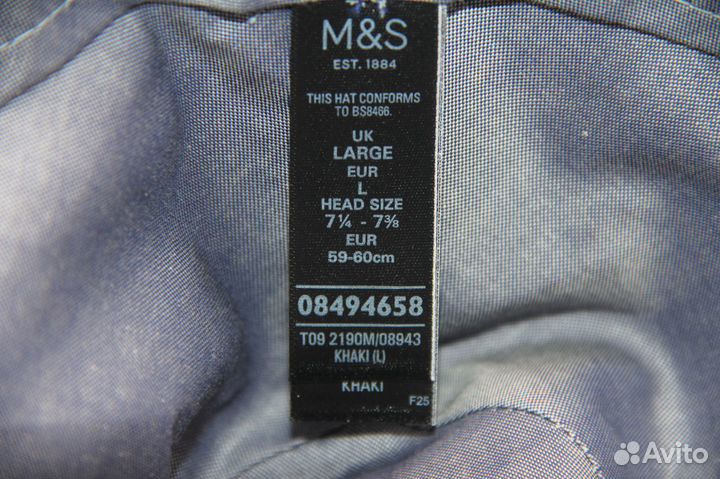 M&S
EST. 1884
THIS HAT CONFORMS
TO BS8466.
UK
LARGE
EUR
L
HEAD SIZE
7¼ - 7⅜
EUR
59-60cm
08494658
T09 2190M/08943
KHAKI (L)
KHAKI
F25
Avito